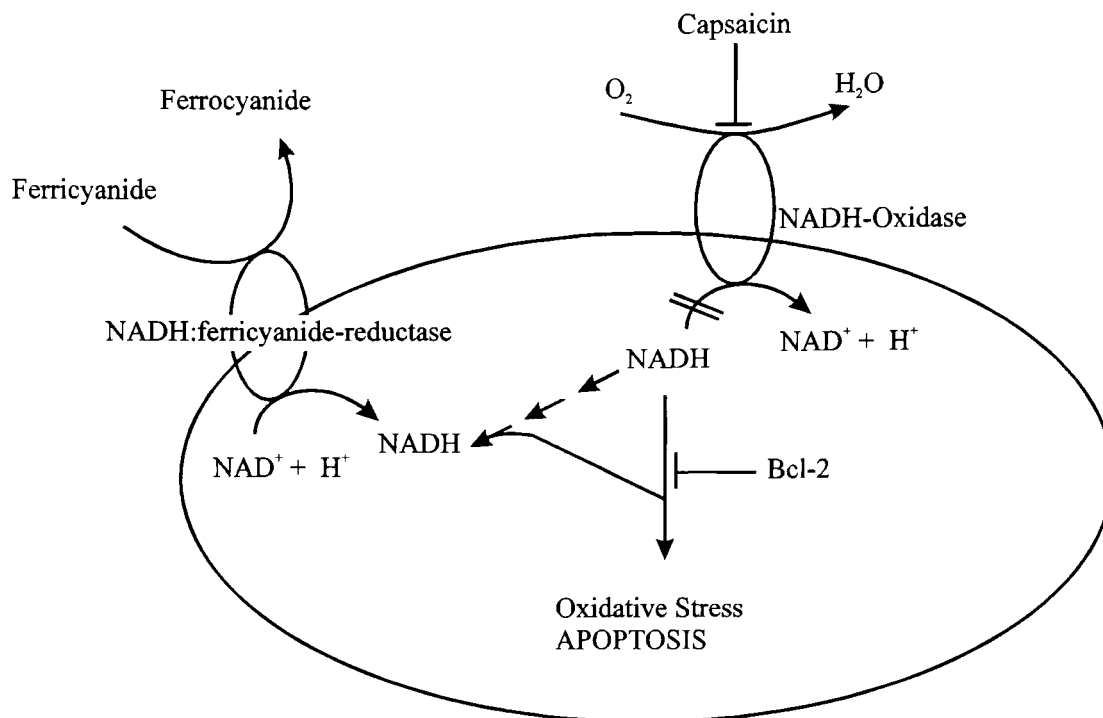 Capsaicin
O₂
H₂O
Ferrocyanide
Ferricyanide
NADH-Oxidase
NADH:ferricyanide-reductase
NAD⁺ + H⁺
NADH
NADH
NAD⁺ + H⁺
Bcl-2
Oxidative Stress
APOPTOSIS